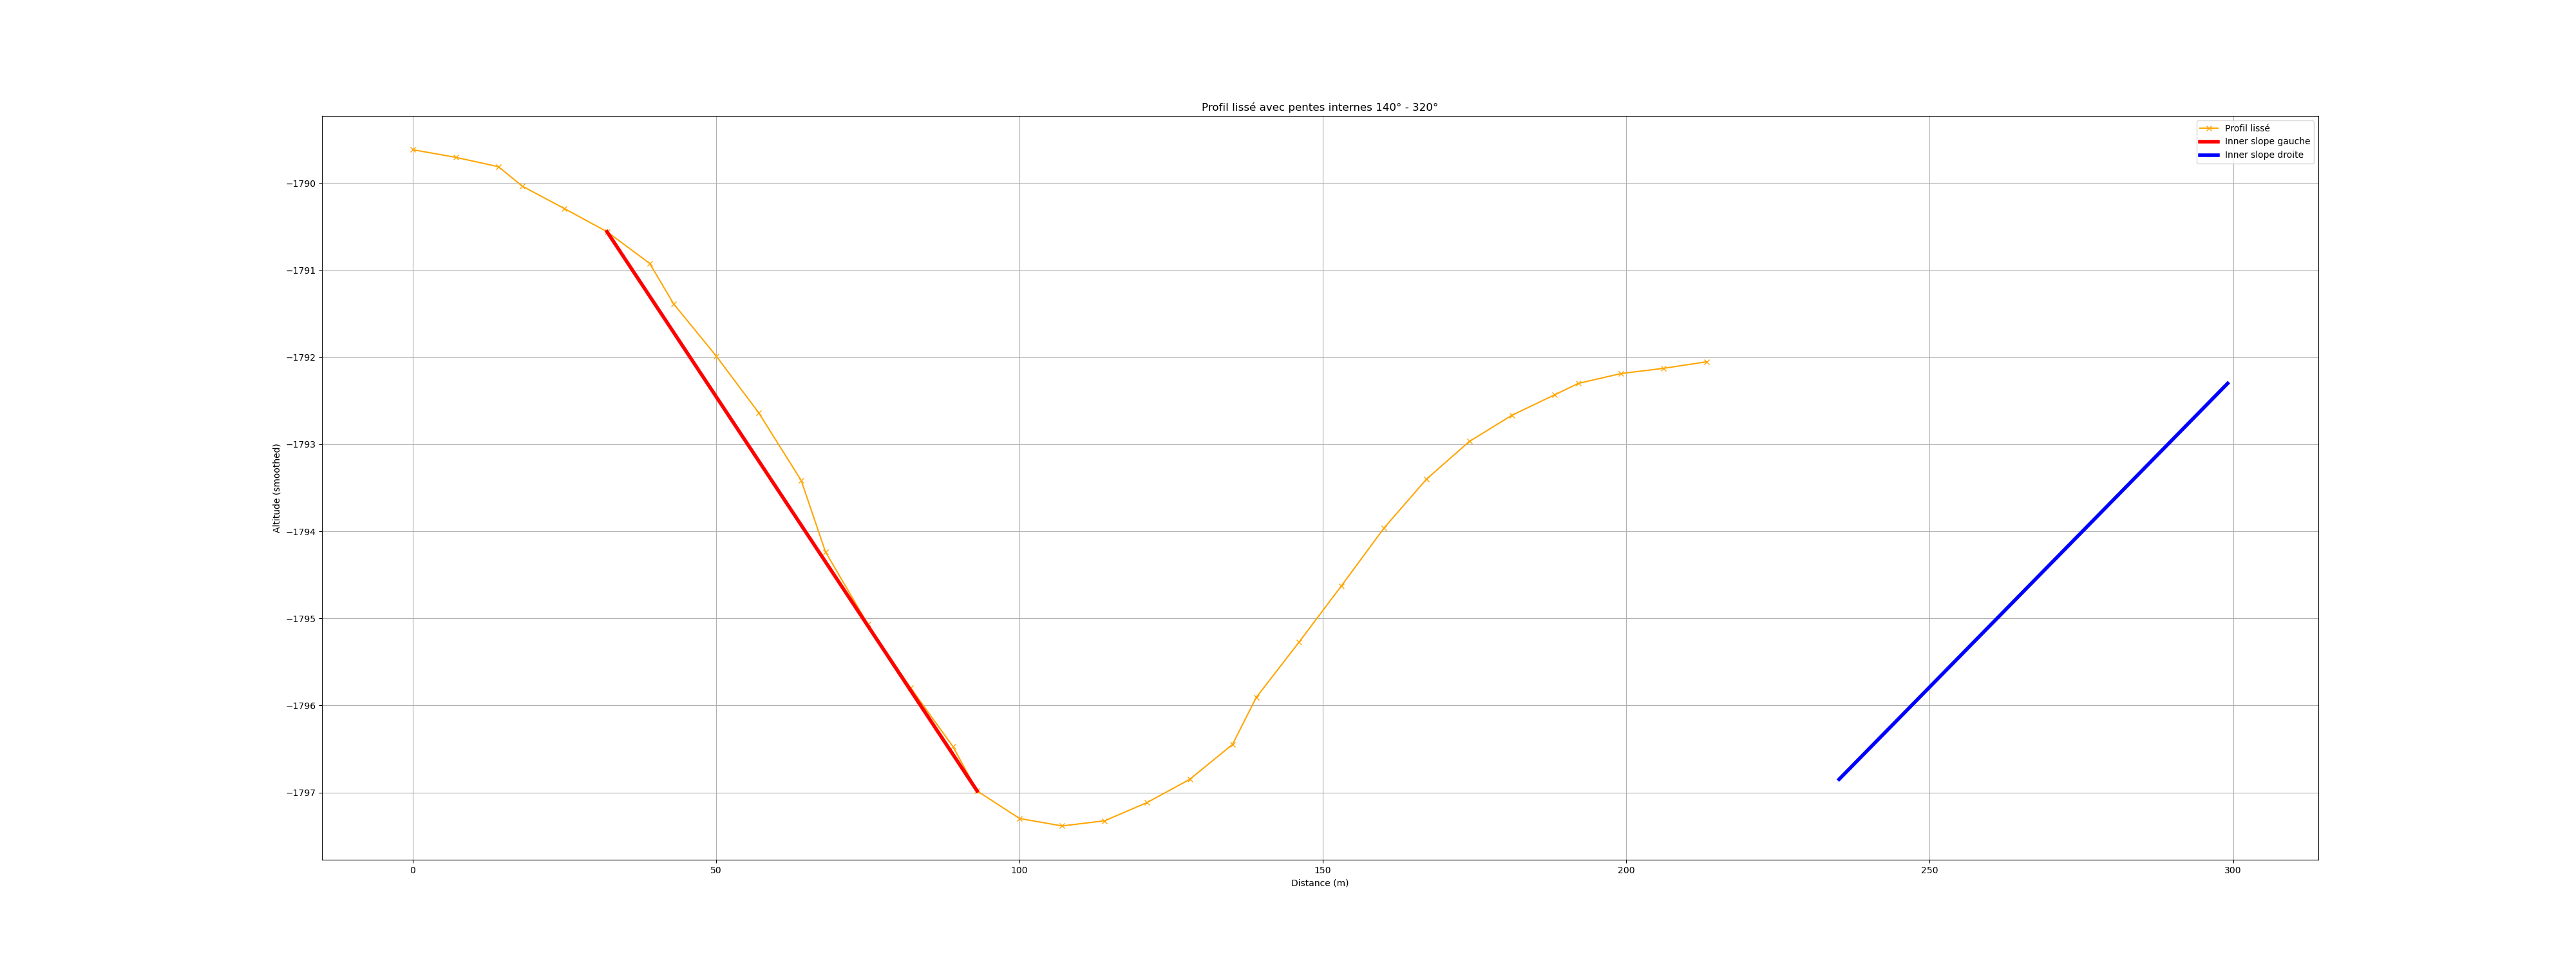 Profil lissé avec pentes internes 140° - 320°
Profil lissé
Inner slope gauche
Inner slope droite
Altitude (smoothed)
−1790
−1791
−1792
−1793
−1794
−1795
−1796
−1797
0
50
100
150
200
250
300
Distance (m)